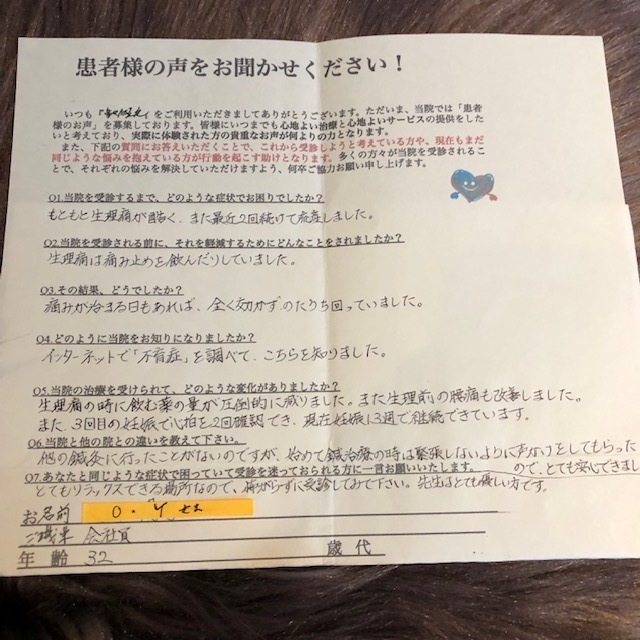 患者様の声をお聞かせください！
いつも『』をご利用いただきましてありがとうございます。ただいま、当院では「患者
様のお声」を募集しております。皆様にいつまでも心地よい治療と心地よいサービスの提供をした
いと考えており、実際に体験された方の貴重なお声が何よりの力となります。
また、下記の質問にお答えいただくことで、これから受診しようと考えている方や、現在もまだ
同じような悩みを抱えている方が行動を起こす助けとなります。多くの方々が当院を受診されるこ
とで、それぞれの悩みを解決していただけますよう、何卒ご協力お願い申し上げます。
Q1.当院を受診するまで、どのような症状でお困りでしたか？
もともと生理痛が酷く、また最近2回続けて流産しました。
Q2.当院を受診される前に、それを軽減するためにどんなことをされましたか？
生理痛は痛み止めを飲んだりしていました。
Q3.その結果、どうでしたか？
痛みが治まる日もあれば、全く効かずのたうち回っていました。
Q4.どのように当院をお知りになりましたか？
インターネットで「不育症」を調べて、こちらを知りました。
Q5.当院の治療を受けられて、どのような変化がありましたか？
生理痛の時に飲む薬の量が圧倒的に減りました。また生理前の腰痛も改善しました。
また、3回目の妊娠で心拍を2回確認でき、現在妊娠13週で継続できています。
Q6.当院と他の院との違いを教えて下さい。
他の鍼灸に行ったことがないのですが、始めて鍼治療の時は緊張しないように声かけをしてもらった
ので、とても安心できました
Q7.あなたと同じような症状で困っていて受診を迷っておられる方に一言お願いいたします。
とてもリラックスできる場所なので、怖がらずに受診してみて下さい。先生はとても優しい方です。
お名前 O.Y
ご職業 会社員
年 齢 32 歳 代